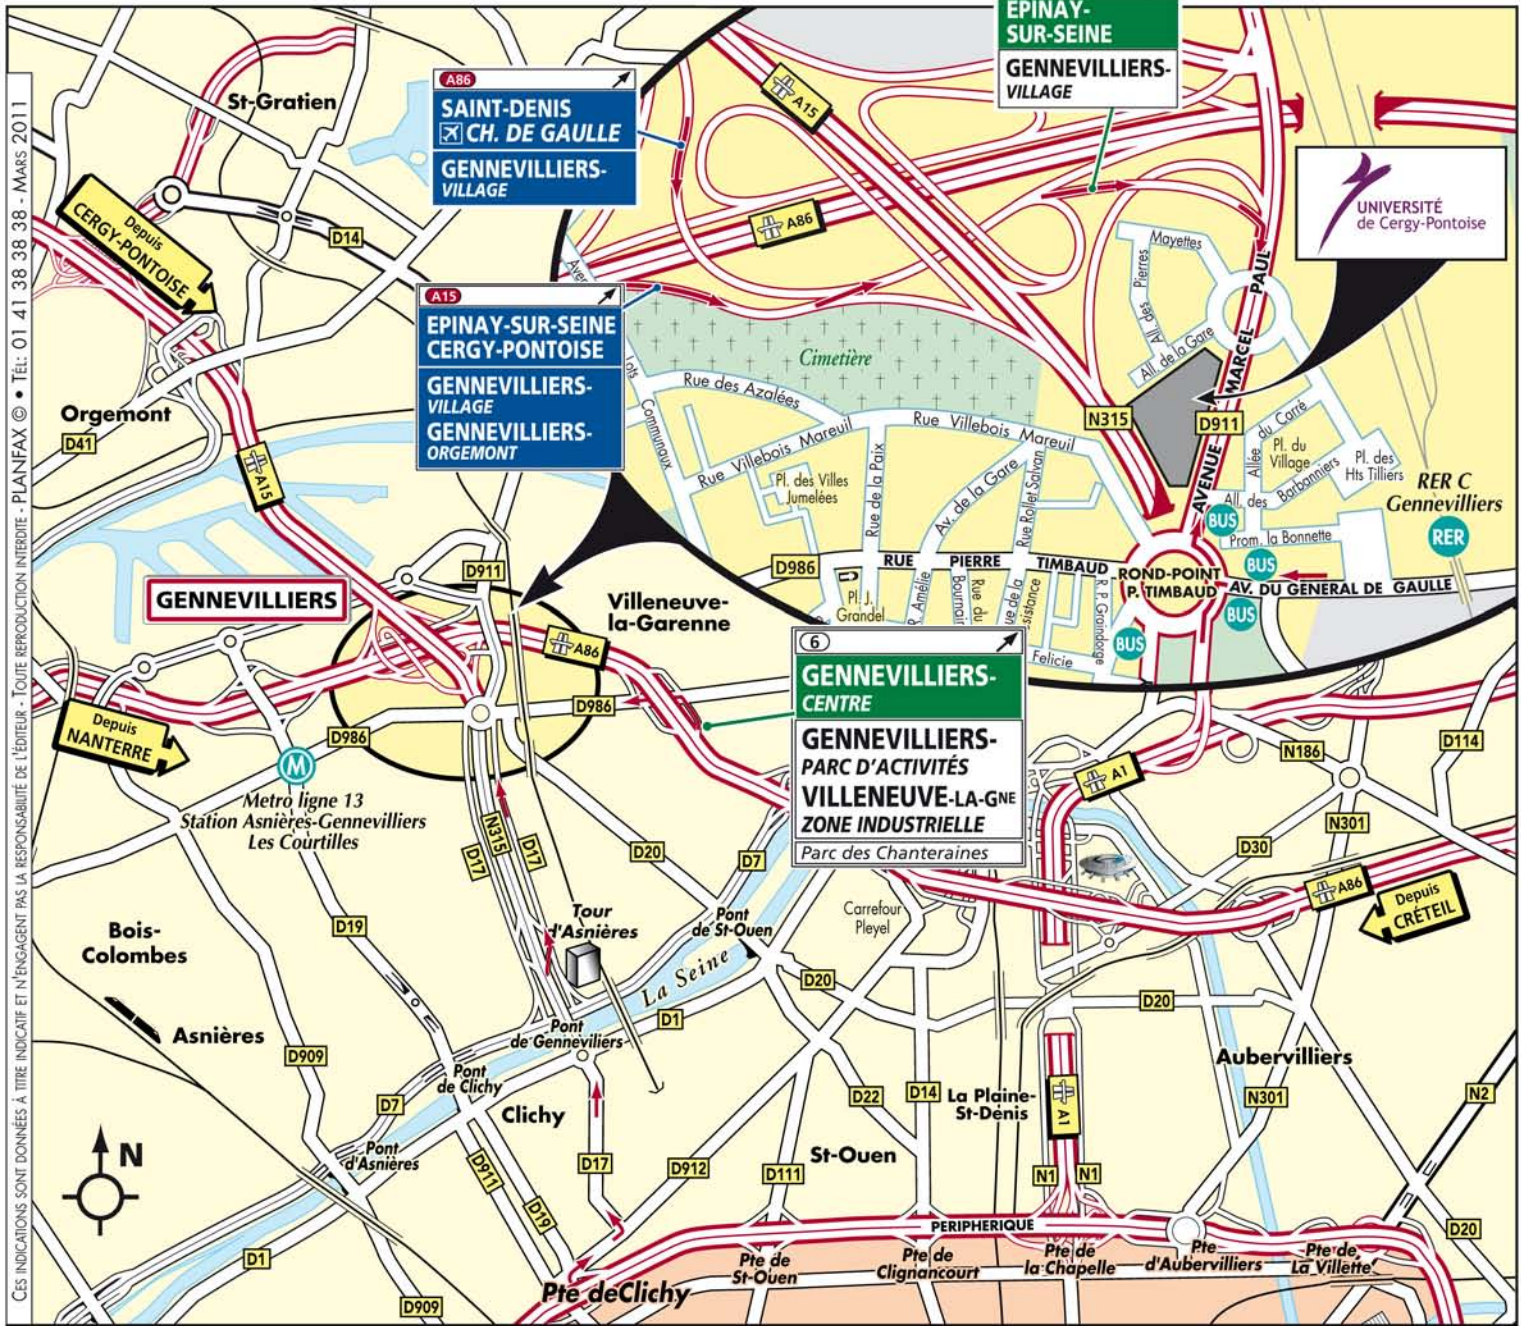 CES INDICATIONS SONT DONNÉES À TITRE INDICATIF ET N'ENGAGENT PAS LA RESPONSABILITÉ DE L'ÉDITEUR - TOUTE REPRODUCTION INTERDITE - PLANFAX © • TÉL: 01 41 38 38 38 - MARS 2011
St-Gratien
Depuis
CERGY-PONTOISE
D14
Orgemont
D41
A15
A86
SAINT-DENIS
CH. DE GAULLE
GENNEVILLIERS-
VILLAGE
A15
EPINAY-SUR-SEINE
CERGY-PONTOISE
GENNEVILLIERS-
VILLAGE
GENNEVILLIERS-
ORGEMONT
EPINAY-
SUR-SEINE
GENNEVILLIERS-
VILLAGE
A15
A86
UNIVERSITÉ
de Cergy-Pontoise
Mayettes
All. des Pierres
All. de la Gare
AVENUE MARCEL PAUL
Cimetière
N315
D911
Rue des Azalées
Communaux
Rue Villebois Mareuil
Rue Villebois Mareuil
Pl. des Villes
Jumelées
Rue de la Paix
Av. de la Gare
Rue Rollet Salvan
Allée du Carré
Pl. du
Village
Pl. des
Hts Tilliers
All. des Barbanniers
Prom. la Bonnette
RER C
Gennevilliers
RER
BUS
BUS
BUS
BUS
D986
RUE PIERRE TIMBAUD
ROND-POINT
P. TIMBAUD
AV. DU GENERAL DE GAULLE
Pl. J.
Grandel
R. Amélie
Bournair
Rue du
R. P. Graindorge
Felicie
D911
GENNEVILLIERS
Villeneuve-
la-Garenne
A86
D986
D986
Depuis
NANTERRE
M
Metro ligne 13
Station Asnières-Gennevilliers
Les Courtilles
6
GENNEVILLIERS-
CENTRE
GENNEVILLIERS-
PARC D'ACTIVITÉS
VILLENEUVE-LA-GNE
ZONE INDUSTRIELLE
Parc des Chanteraines
A1
N186
D114
N301
D30
A86
Depuis
CRÉTEIL
N315
D17
D17
D20
D7
D19
Bois-
Colombes
Tour
d'Asnières
Pont
de St-Ouen
Carrefour
Pleyel
La Seine
D20
D20
D1
Asnières
D909
Pont
de Gennevilliers
Pont
de Clichy
Aubervilliers
D7
Clichy
D22
D14
La Plaine-
St-Denis
A1
N301
N2
N
Pont
d'Asnières
D911
D17
D912
D111
St-Ouen
N1
N1
D19
PERIPHERIQUE
D20
D1
Pte de
St-Ouen
Pte de
Clignancourt
Pte de
la Chapelle
Pte
d'Aubervilliers
Pte de
La Villette
Pte de Clichy
D909